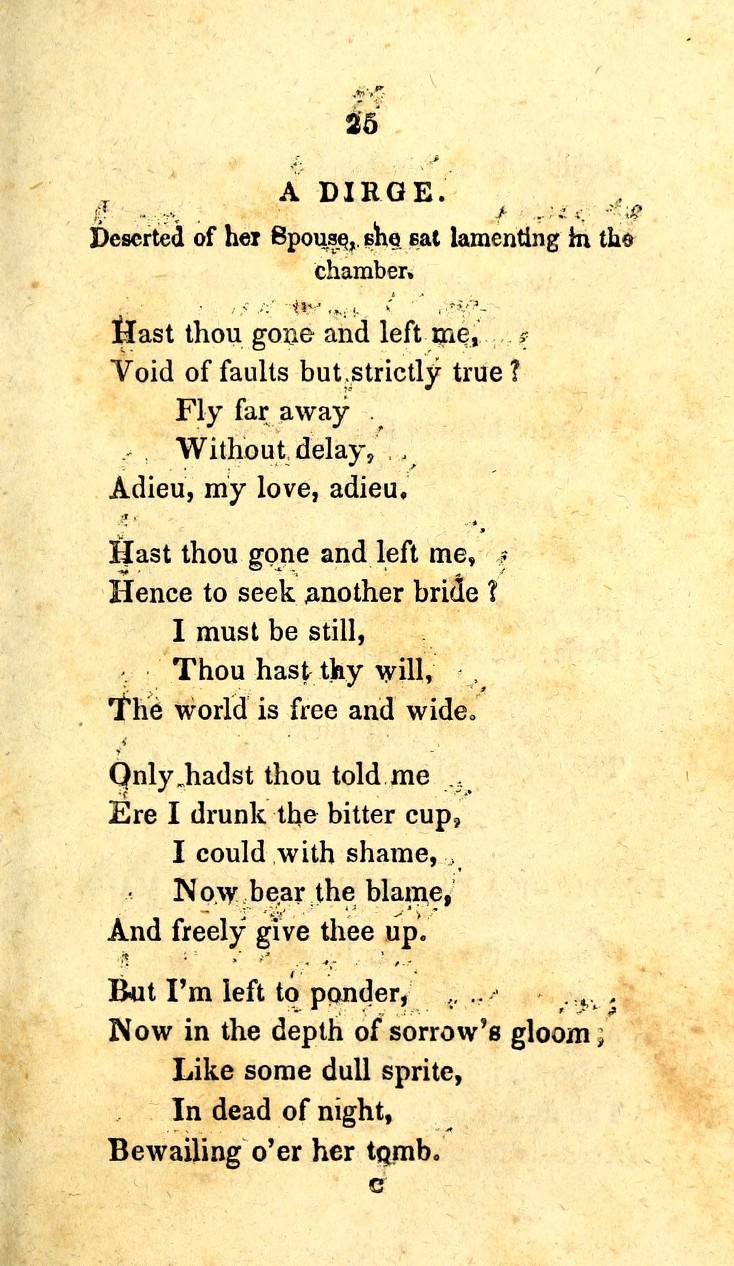 25
A DIRGE.
Deserted of her Spouse, she sat lamenting in the
chamber.
Hast thou gone and left me,
Void of faults but strictly true?
Fly far away
Without delay,
Adieu, my love, adieu.
Hast thou gone and left me,
Hence to seek another bride?
I must be still,
Thou hast thy will,
The world is free and wide.
Only hadst thou told me
Ere I drunk the bitter cup,
I could with shame,
Now bear the blame,
And freely give thee up.
But I'm left to ponder,
Now in the depth of sorrow's gloom;
Like some dull sprite,
In dead of night,
Bewailing o'er her tomb.
C